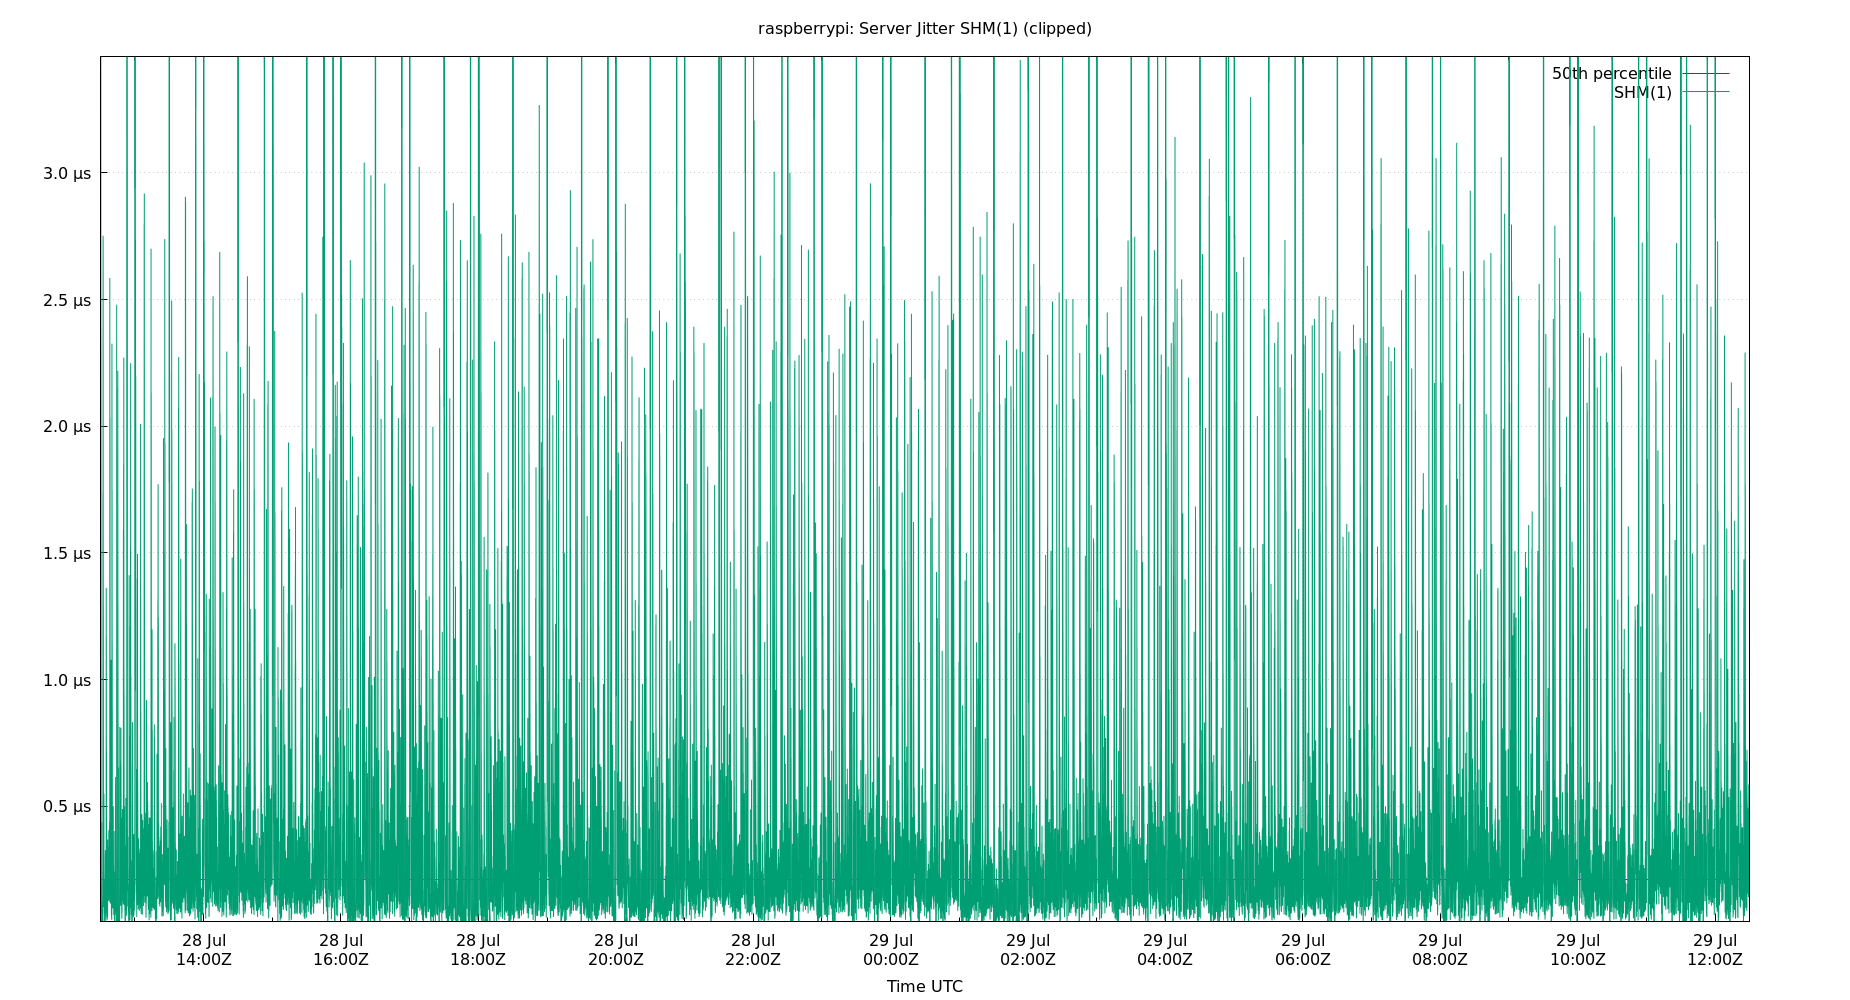 raspberrypi: Server Jitter SHM(1) (clipped)
50th percentile
SHM(1)
3.0 µs
2.5 µs
2.0 µs
1.5 µs
1.0 µs
0.5 µs
28 Jul 28 Jul 28 Jul 28 Jul 28 Jul 29 Jul 29 Jul 29 Jul 29 Jul 29 Jul 29 Jul 29 Jul
14:00Z 16:00Z 18:00Z 20:00Z 22:00Z 00:00Z 02:00Z 04:00Z 06:00Z 08:00Z 10:00Z 12:00Z
Time UTC